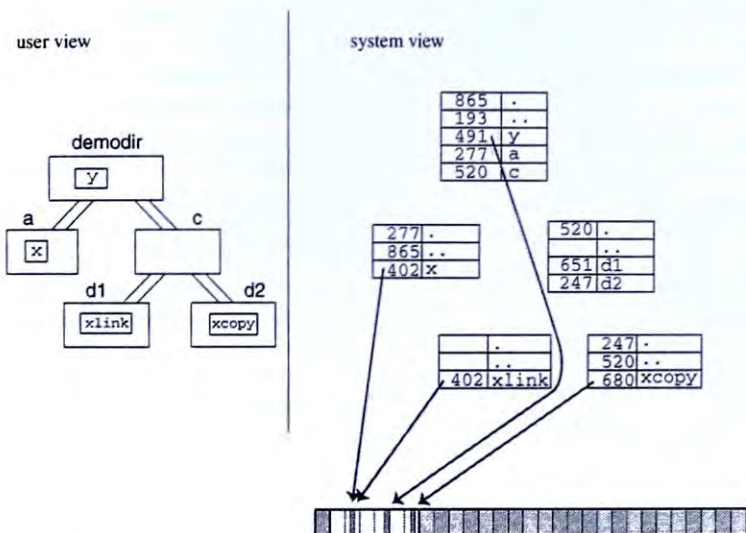 user view
demodir
y
a
c
x
d1
d2
xlink
xcopy
system view
865 .
193 ..
491 y
277 a
520 c
277 .
865 ..
402 x
520 .
..
651 d1
247 d2
.
..
402 xlink
247 .
520 ..
680 xcopy